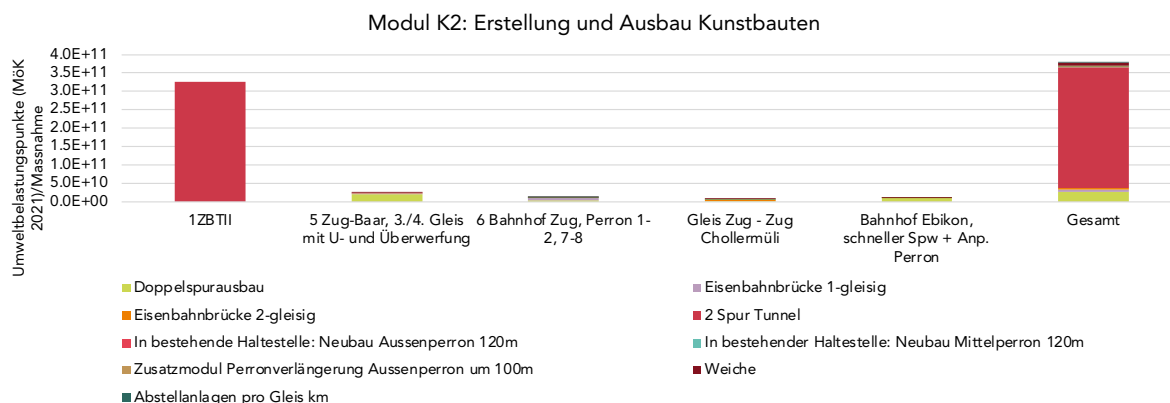 Modul K2: Erstellung und Ausbau Kunstbauten
Umweltbelastungspunkte (MöK
2021)/Massnahme
4.0E+11
3.5E+11
3.0E+11
2.5E+11
2.0E+11
1.5E+11
1.0E+11
5.0E+10
0.0E+00
1ZBTII
5 Zug-Baar, 3./4. Gleis
mit U- und Überwerfung
6 Bahnhof Zug, Perron 1-
2, 7-8
Gleis Zug - Zug
Chollermüli
Bahnhof Ebikon,
schneller Spw + Anp.
Perron
Gesamt
Doppelspurausbau
Eisenbahnbrücke 1-gleisig
Eisenbahnbrücke 2-gleisig
2 Spur Tunnel
In bestehende Haltestelle: Neubau Aussenperron 120m
In bestehender Haltestelle: Neubau Mittelperron 120m
Zusatzmodul Perronverlängerung Aussenperron um 100m
Weiche
Abstellanlagen pro Gleis km